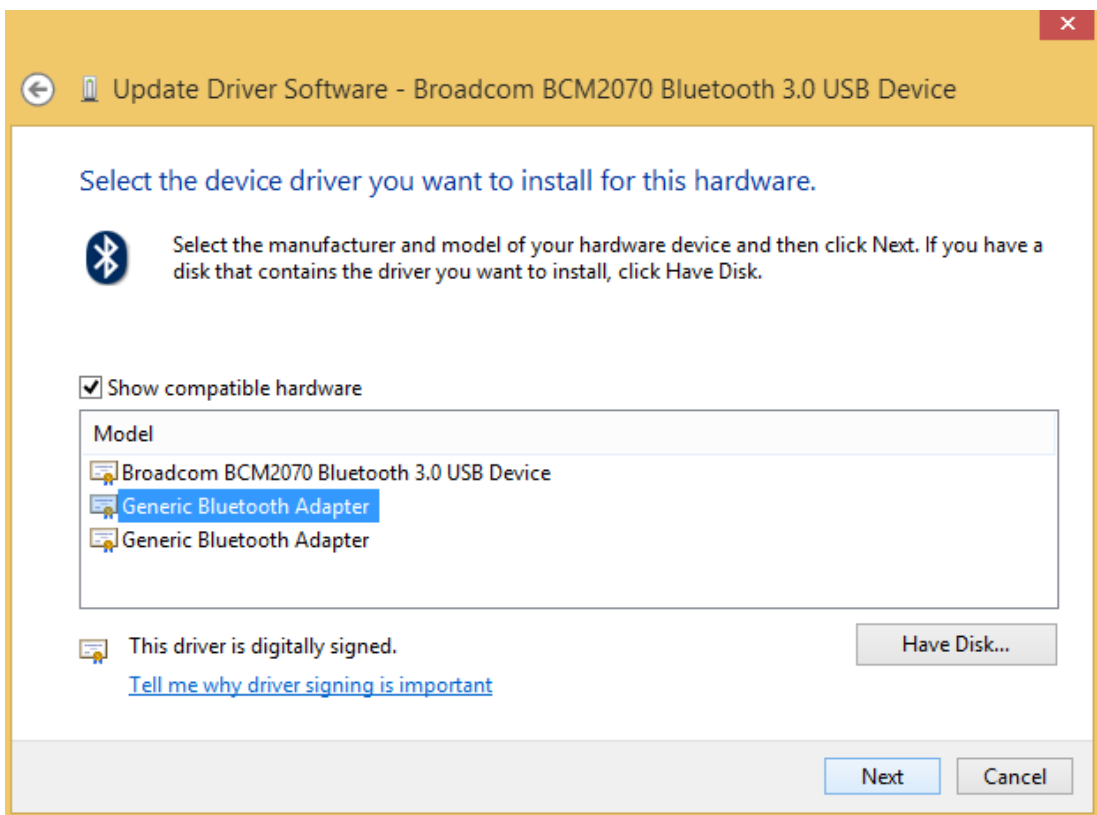 Update Driver Software - Broadcom BCM2070 Bluetooth 3.0 USB Device
Select the device driver you want to install for this hardware.
Select the manufacturer and model of your hardware device and then click Next. If you have a
disk that contains the driver you want to install, click Have Disk.
Show compatible hardware
Model
Broadcom BCM2070 Bluetooth 3.0 USB Device
Generic Bluetooth Adapter
Generic Bluetooth Adapter
This driver is digitally signed.
Have Disk...
Tell me why driver signing is important
Next
Cancel